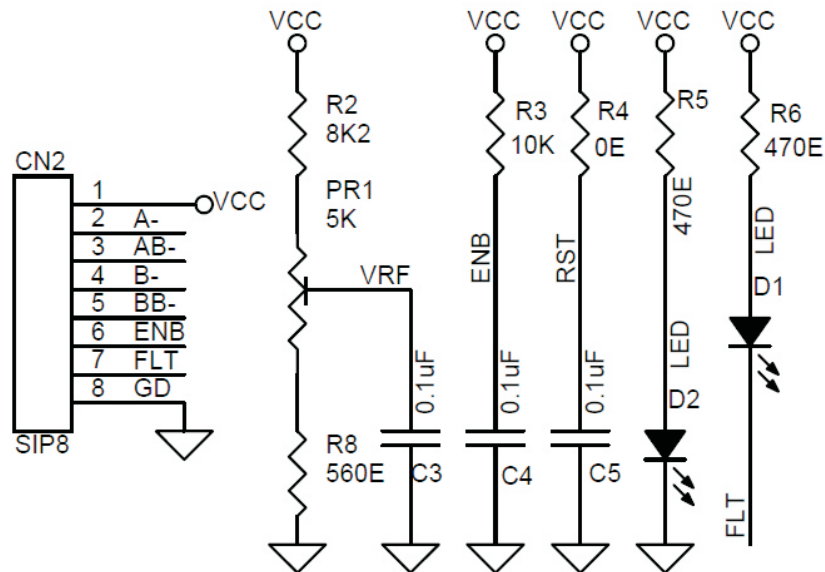 VCC
VCC
VCC
VCC
VCC
R2
8K2
R3
10K
R4
0E
R5
470E
R6
470E
CN2
1
VCC
2 A-
3 AB-
4 B-
5 BB-
6 ENB
7 FLT
8 GD
SIP8
PR1
5K
VRF
ENB
RST
LED
D1
LED
D2
0.1uF
0.1uF
0.1uF
R8
560E
C3
C4
C5
FLT